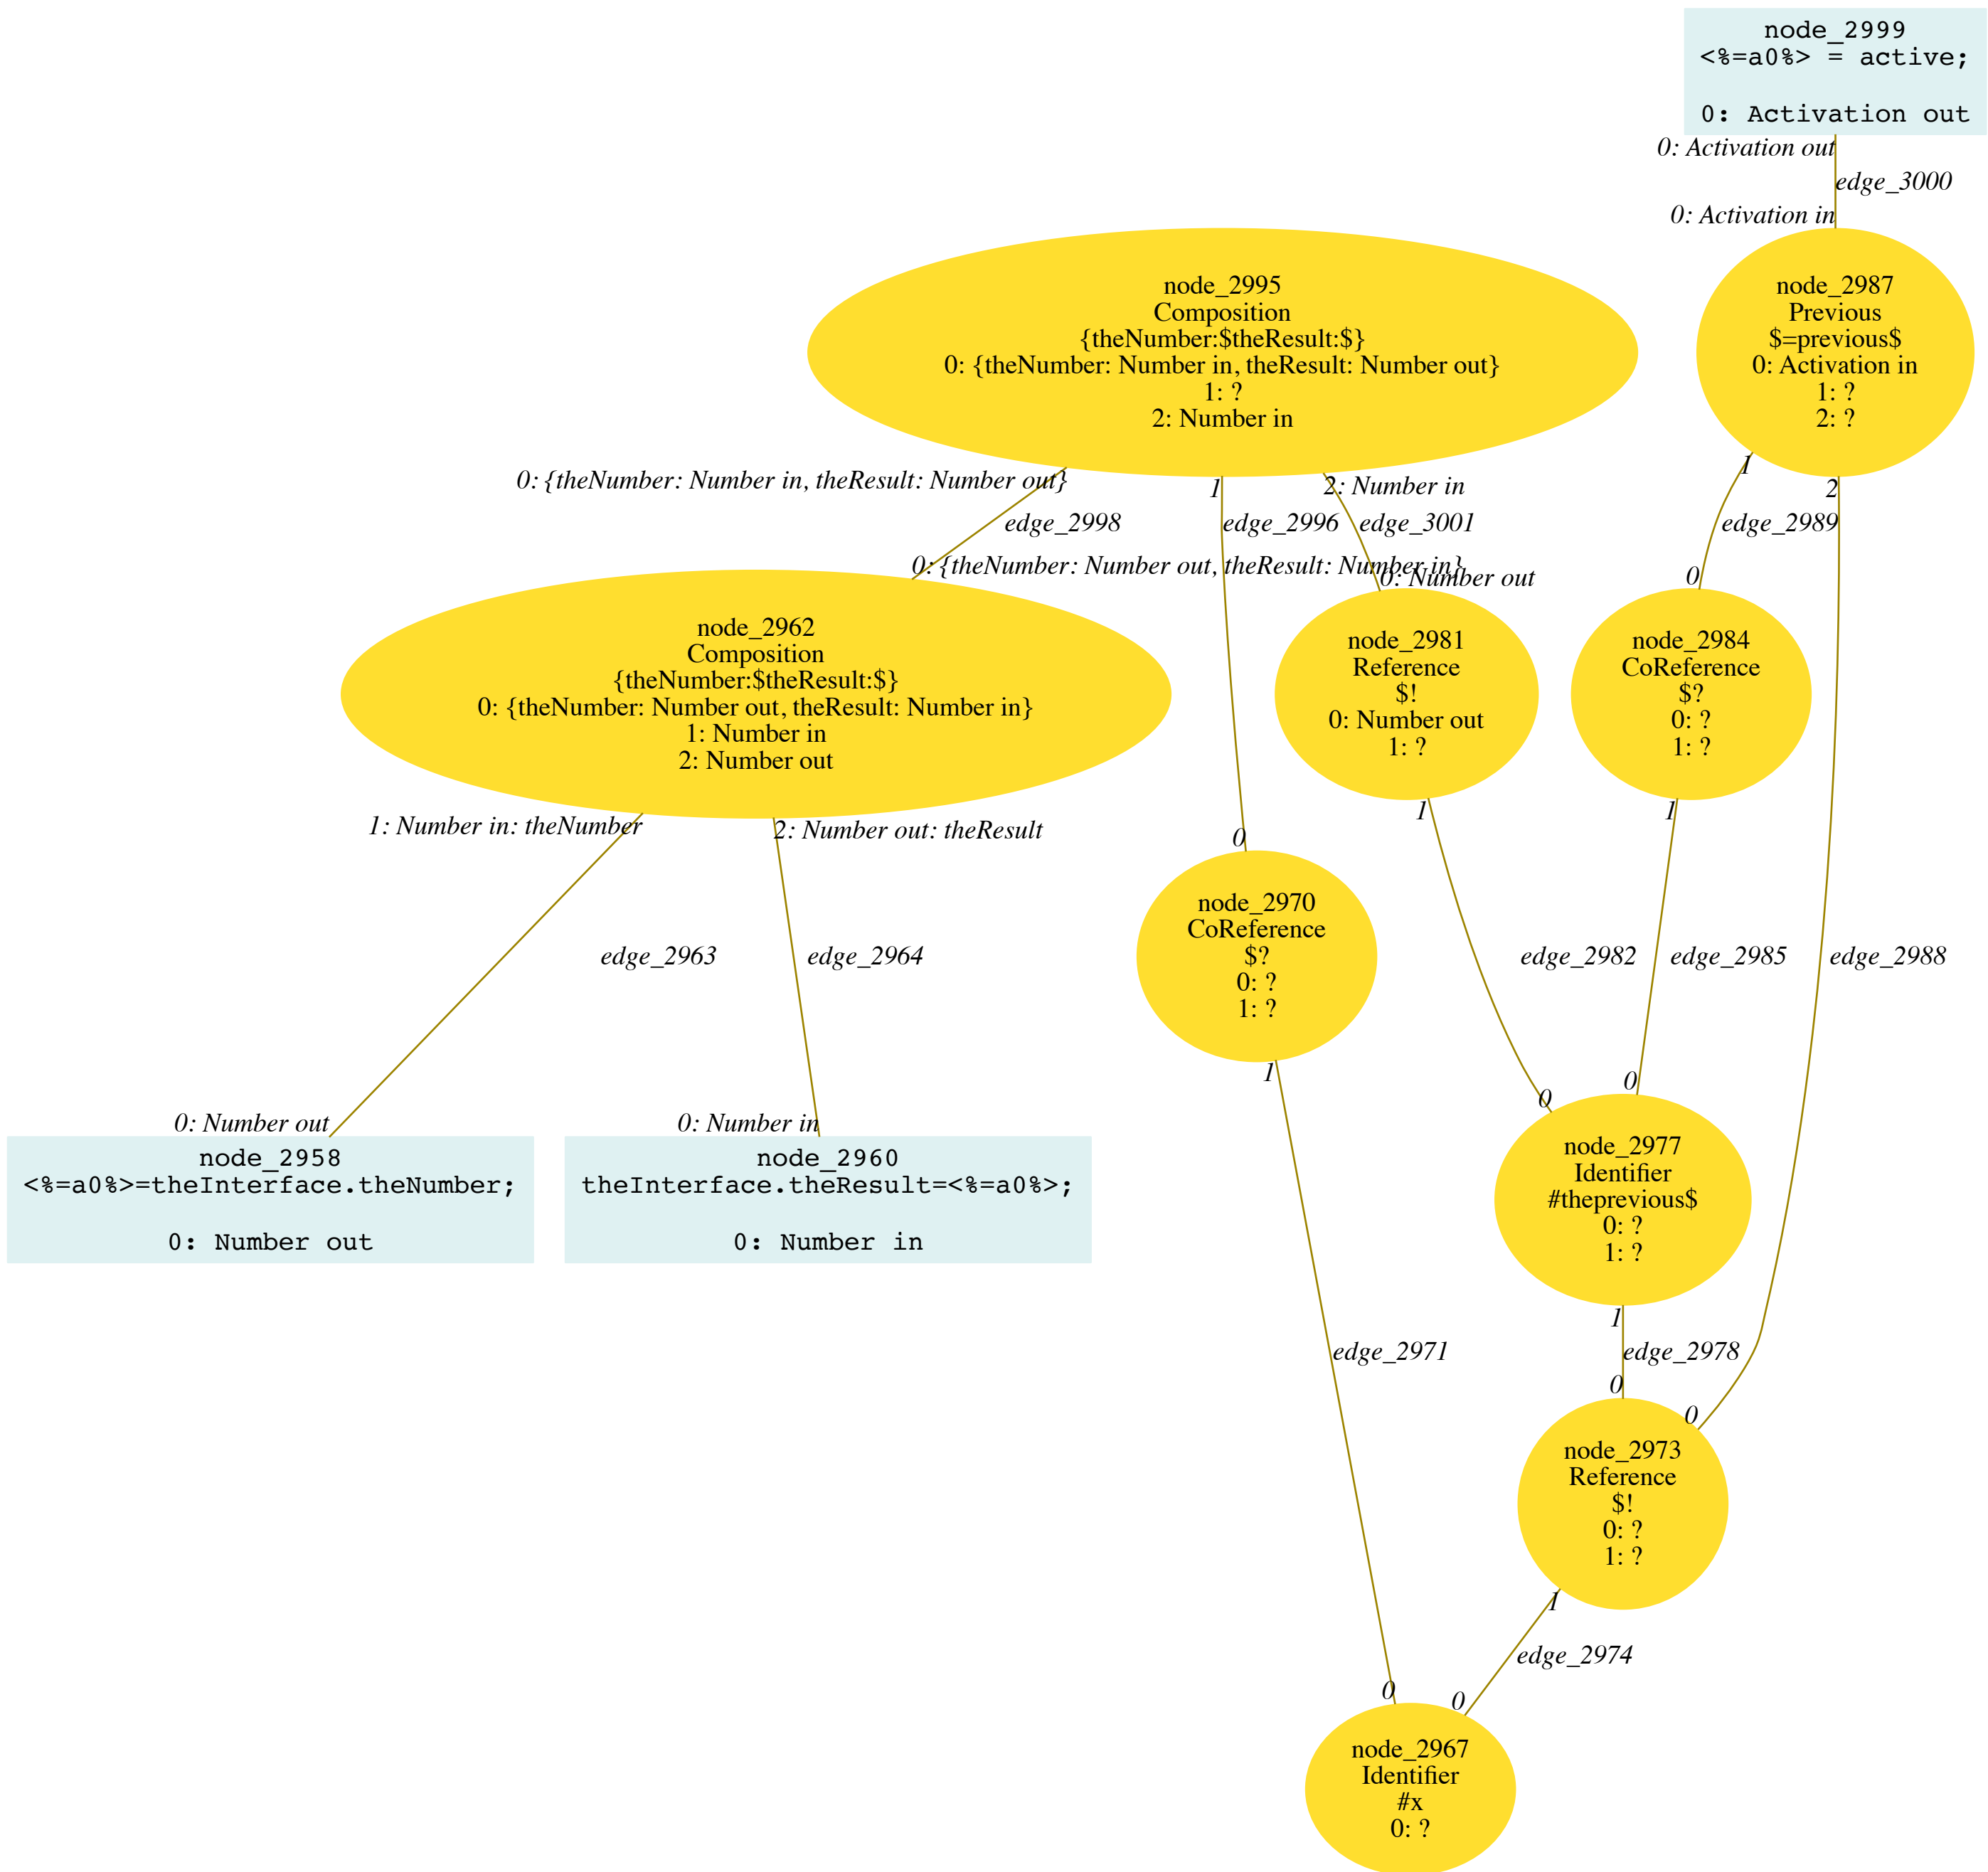 node_2999
<%=a0%> = active;
0: Activation out
0: Activation out
edge_3000
0: Activation in
node_2995
Composition
{theNumber:$theResult:$}
0: {theNumber: Number in, theResult: Number out}
1: ?
2: Number in
node_2987
Previous
$=previous$
0: Activation in
1: ?
2: ?
0: {theNumber: Number in, theResult: Number out}
1
2: Number in
1
2
edge_2998
edge_2996
edge_3001
edge_2989
0: {theNumber: Number out, theResult: Number in}
0: Number out
0
node_2962
Composition
{theNumber:$theResult:$}
0: {theNumber: Number out, theResult: Number in}
1: Number in
2: Number out
node_2981
Reference
$!
0: Number out
1: ?
node_2984
CoReference
$?
0: ?
1: ?
1: Number in: theNumber
2: Number out: theResult
0
1
1
node_2970
CoReference
$?
0: ?
1: ?
edge_2963
edge_2964
edge_2982
edge_2985
edge_2988
1
0: Number out
0: Number in
0
0
node_2958
<%=a0%>=theInterface.theNumber;
0: Number out
node_2960
theInterface.theResult=<%=a0%>;
0: Number in
node_2977
Identifier
#theprevious$
0: ?
1: ?
1
edge_2971
edge_2978
0
0
node_2973
Reference
$!
0: ?
1: ?
1
edge_2974
0
0
node_2967
Identifier
#x
0: ?